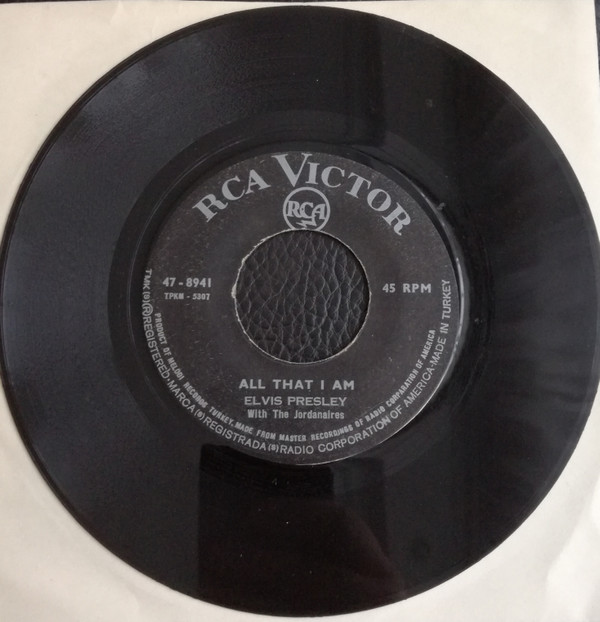 RCA VICTOR
RCA
47-8941
TPKM - 5307
45 RPM
ALL THAT I AM
ELVIS PRESLEY
With The Jordanaires
PRODUCT OF MELODI RECORDS TURKEY, MADE FROM MASTER RECORDINGS OF RADIO CORPORATION OF AMERICA
TMK(s)®REGISTERED·MARCA(s)REGISTRADA(s)RADIO CORPORATION OF AMERICA-MADE IN TURKEY